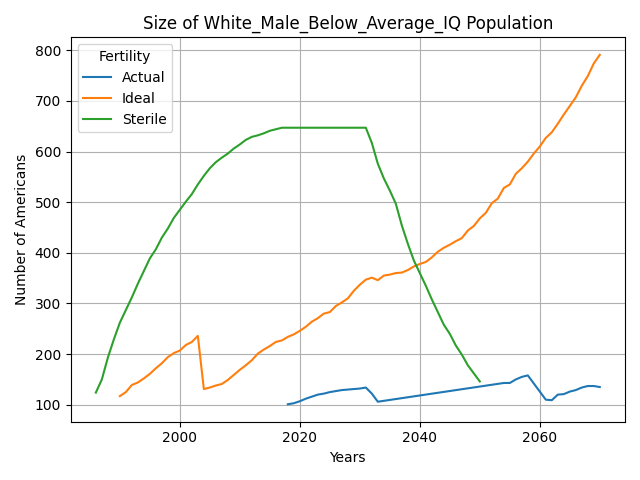 Size of White_Male_Below_Average_IQ Population
Fertility
Actual
Ideal
Sterile
Number of Americans
800
700
600
500
400
300
200
100
2000
2020
2040
2060
Years